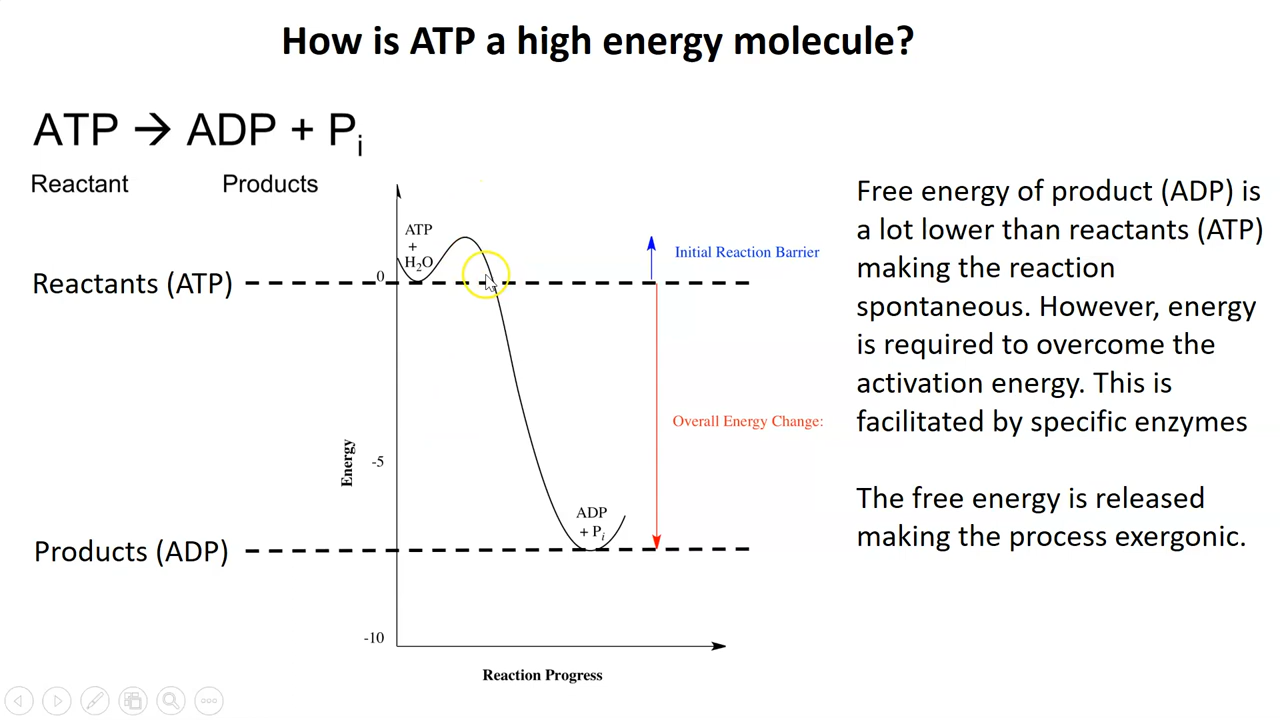 How is ATP a high energy molecule?
ATP → ADP + Pi
Reactant Products
ATP
+
H2O
Reactants (ATP)
0
Initial Reaction Barrier
Overall Energy Change:
Energy
-5
ADP
+ Pi
Products (ADP)
-10
Reaction Progress
Free energy of product (ADP) is
a lot lower than reactants (ATP)
making the reaction
spontaneous. However, energy
is required to overcome the
activation energy. This is
facilitated by specific enzymes
The free energy is released
making the process exergonic.